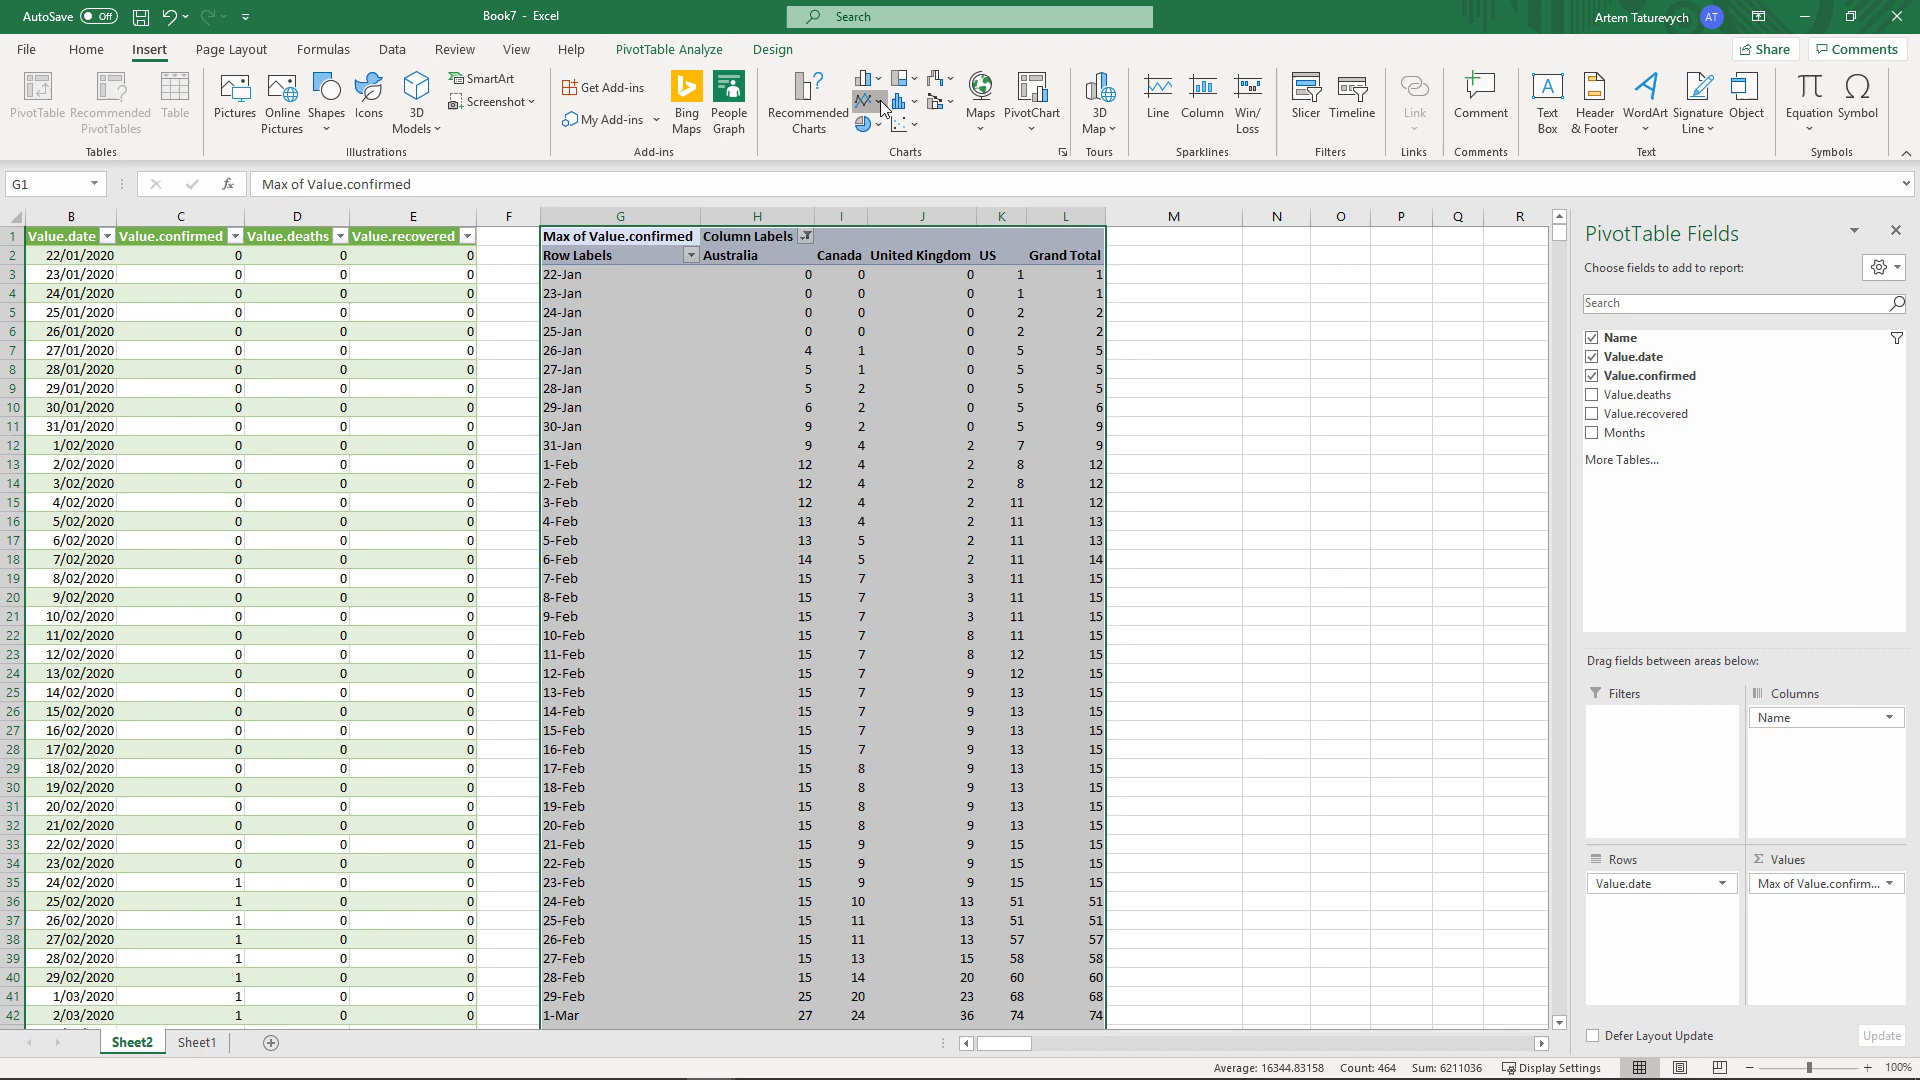 AutoSave Off Book7 - Excel Search Artem Taturevych AT
File Home Insert Page Layout Formulas Data Review View Help PivotTable Analyze Design Share Comments
PivotTable Recommended PivotTables Table Pictures Online Pictures Shapes Icons 3D Models SmartArt Screenshot Get Add-ins My Add-ins Bing Maps People Graph Recommended Charts Maps PivotChart 3D Map Line Column Win/Loss Slicer Timeline Link Comment Text Box Header & Footer WordArt Signature Line Object Equation Symbol
Tables Illustrations Add-ins Charts Tours Sparklines Filters Links Comments Text Symbols
G1 fx Max of Value.confirmed
B C D E F G H I J K L M N O P Q R
1 Value.date Value.confirmed Value.deaths Value.recovered Max of Value.confirmed Column Labels
2 22/01/2020 0 0 0 Row Labels Australia Canada United Kingdom US Grand Total
3 23/01/2020 0 0 0 22-Jan 0 0 0 1 1
4 24/01/2020 0 0 0 23-Jan 0 0 0 1 1
5 25/01/2020 0 0 0 24-Jan 0 0 0 2 2
6 26/01/2020 0 0 0 25-Jan 0 0 0 2 2
7 27/01/2020 0 0 0 26-Jan 4 1 0 5 5
8 28/01/2020 0 0 0 27-Jan 5 1 0 5 5
9 29/01/2020 0 0 0 28-Jan 5 2 0 5 5
10 30/01/2020 0 0 0 29-Jan 6 2 0 5 6
11 31/01/2020 0 0 0 30-Jan 9 2 0 5 9
12 1/02/2020 0 0 0 31-Jan 9 4 2 7 9
13 2/02/2020 0 0 0 1-Feb 12 4 2 8 12
14 3/02/2020 0 0 0 2-Feb 12 4 2 8 12
15 4/02/2020 0 0 0 3-Feb 12 4 2 11 12
16 5/02/2020 0 0 0 4-Feb 13 4 2 11 13
17 6/02/2020 0 0 0 5-Feb 13 5 2 11 13
18 7/02/2020 0 0 0 6-Feb 14 5 2 11 14
19 8/02/2020 0 0 0 7-Feb 15 7 3 11 15
20 9/02/2020 0 0 0 8-Feb 15 7 3 11 15
21 10/02/2020 0 0 0 9-Feb 15 7 3 11 15
22 11/02/2020 0 0 0 10-Feb 15 7 8 11 15
23 12/02/2020 0 0 0 11-Feb 15 7 8 12 15
24 13/02/2020 0 0 0 12-Feb 15 7 9 12 15
25 14/02/2020 0 0 0 13-Feb 15 7 9 13 15
26 15/02/2020 0 0 0 14-Feb 15 7 9 13 15
27 16/02/2020 0 0 0 15-Feb 15 7 9 13 15
28 17/02/2020 0 0 0 16-Feb 15 7 9 13 15
29 18/02/2020 0 0 0 17-Feb 15 8 9 13 15
30 19/02/2020 0 0 0 18-Feb 15 8 9 13 15
31 20/02/2020 0 0 0 19-Feb 15 8 9 13 15
32 21/02/2020 0 0 0 20-Feb 15 8 9 13 15
33 22/02/2020 0 0 0 21-Feb 15 9 9 15 15
34 23/02/2020 0 0 0 22-Feb 15 9 9 15 15
35 24/02/2020 1 0 0 23-Feb 15 9 9 15 15
36 25/02/2020 1 0 0 24-Feb 15 10 13 51 51
37 26/02/2020 1 0 0 25-Feb 15 11 13 51 51
38 27/02/2020 1 0 0 26-Feb 15 11 13 57 57
39 28/02/2020 1 0 0 27-Feb 15 13 15 58 58
40 29/02/2020 1 0 0 28-Feb 15 14 20 60 60
41 1/03/2020 1 0 0 29-Feb 25 20 23 68 68
42 2/03/2020 1 0 0 1-Mar 27 24 36 74 74
PivotTable Fields
Choose fields to add to report:
Search
Name
Value.date
Value.confirmed
Value.deaths
Value.recovered
Months
More Tables...
Drag fields between areas below:
Filters Columns
Name
Rows Σ Values
Value.date Max of Value.confirm...
Defer Layout Update Update
Sheet2 Sheet1
Average: 16344.83158 Count: 464 Sum: 6211036 Display Settings 100%